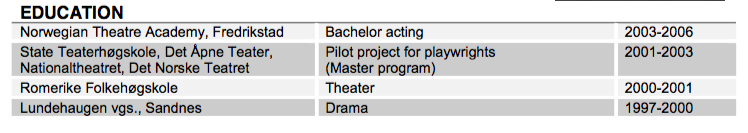 EDUCATION
Norwegian Theatre Academy, Fredrikstad Bachelor acting 2003-2006
State Teaterhøgskole, Det Åpne Teater, Pilot project for playwrights 2001-2003
Nationaltheatret, Det Norske Teatret (Master program)
Romerike Folkehøgskole Theater 2000-2001
Lundehaugen vgs., Sandnes Drama 1997-2000